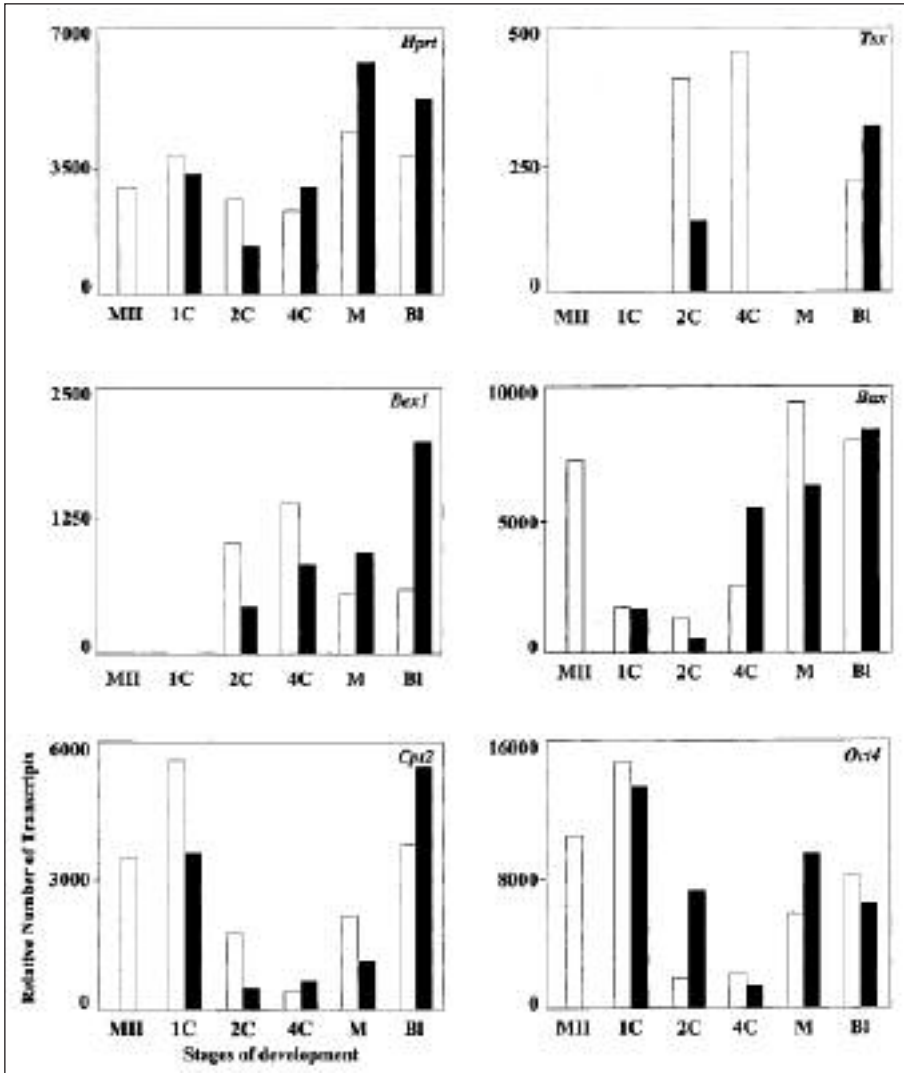 7000
Hprt
3500
0
MII 1C 2C 4C M Bl
500
Tsx
250
0
MII 1C 2C 4C M Bl
2500
Bex1
1250
0
MII 1C 2C 4C M Bl
10000
Bax
5000
0
MII 1C 2C 4C M Bl
6000
Cpt2
3000
0
MII 1C 2C 4C M Bl
Relative Number of Transcripts
Stages of development
16000
Oct4
8000
0
MII 1C 2C 4C M Bl